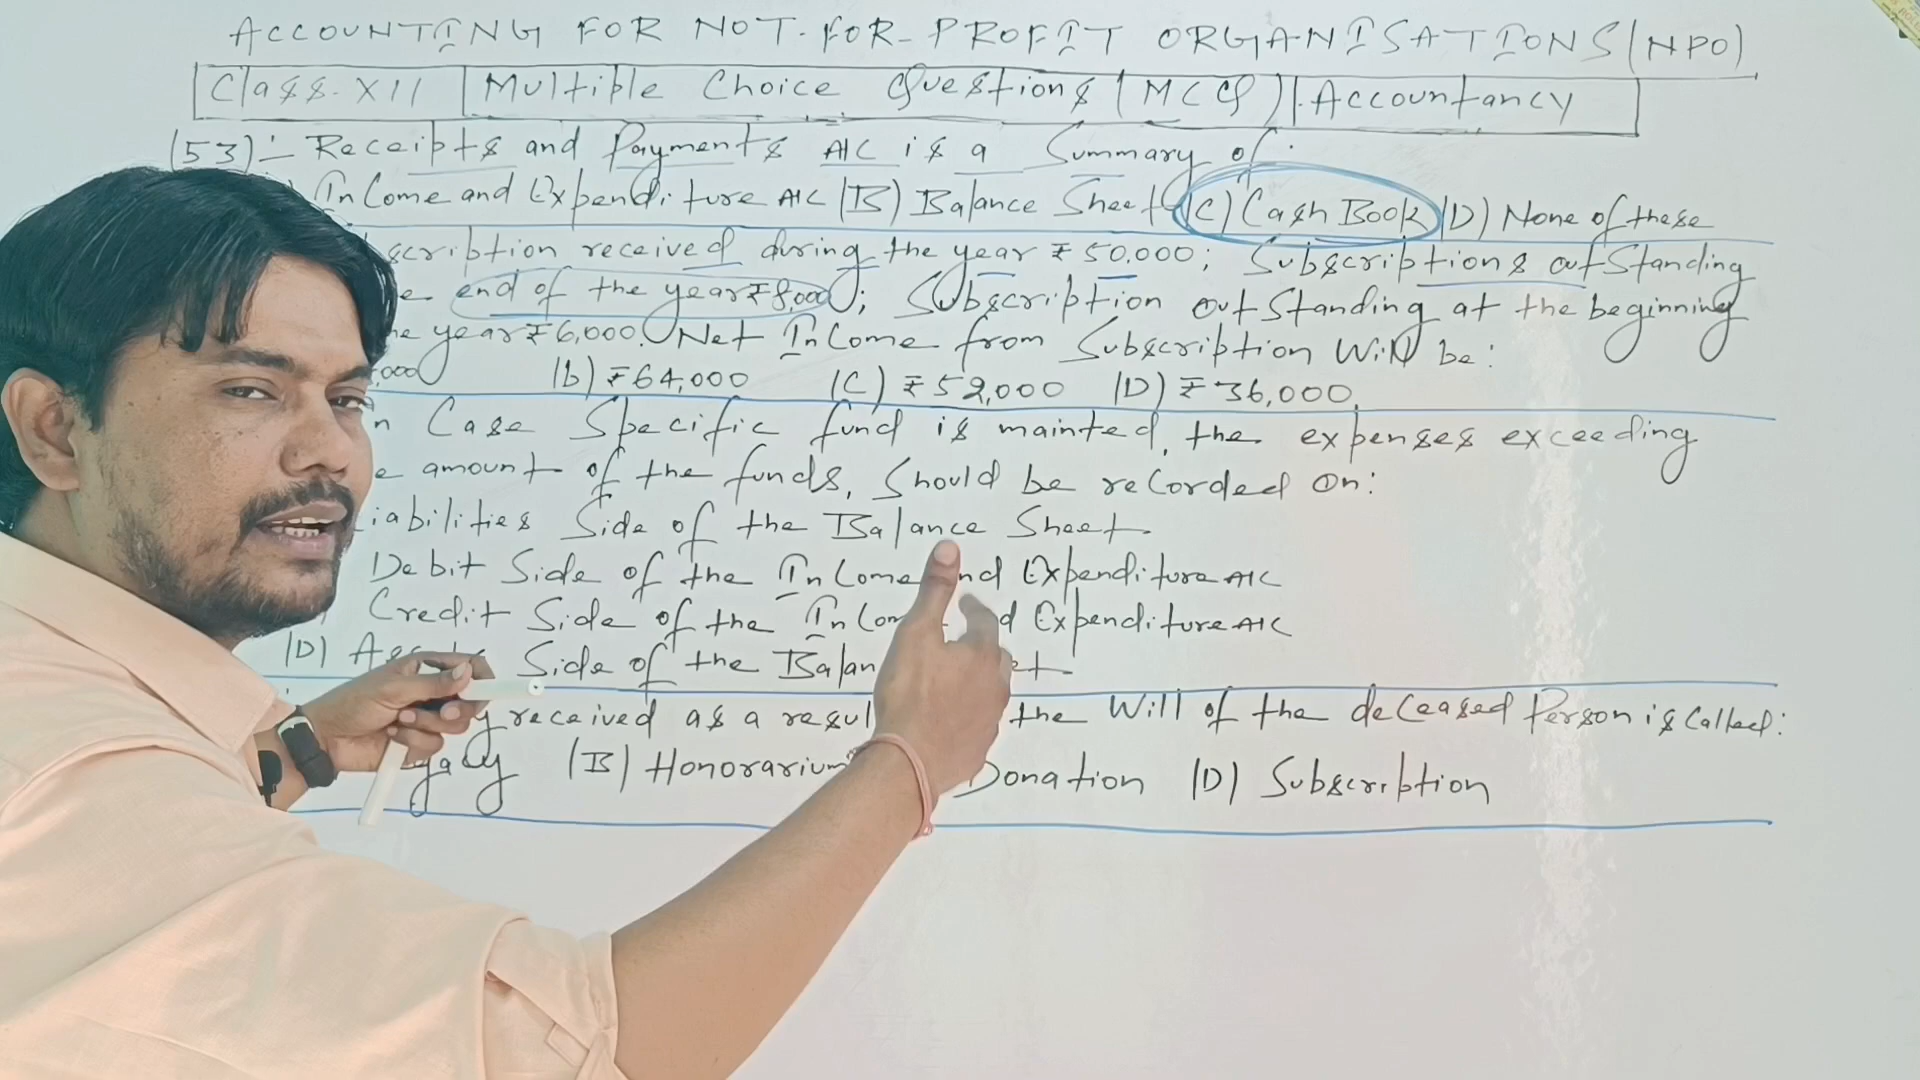 ACCOUNTING FOR NOT-FOR-PROFIT ORGANISATIONS (NPO)
Class-XII | Multiple Choice Questions (MCQ) | Accountancy
(53):- Receipts and Payments A/C is a Summary of:
Income and Expenditure A/C (B) Balance Sheet (C) Cash Book (D) None of these
received during the year ₹50,000; Subscriptions outstanding
end of the year ₹8,000; Subscription outstanding at the beginning
year ₹6,000. Net Income from Subscription Will be:
(b) ₹64,000 (C) ₹52,000 (D) ₹36,000
Case Specific fund is mainted, the expenses exceeding
amount of the funds, Should be recorded on:
Side of the Balance Sheet
Debit Side of the Income and Expenditure A/C
Credit Side of the Expenditure A/C
(D) Side of the
received as a the Will of the deceased Person is Called:
(B) Honorarium Donation (D) Subscription